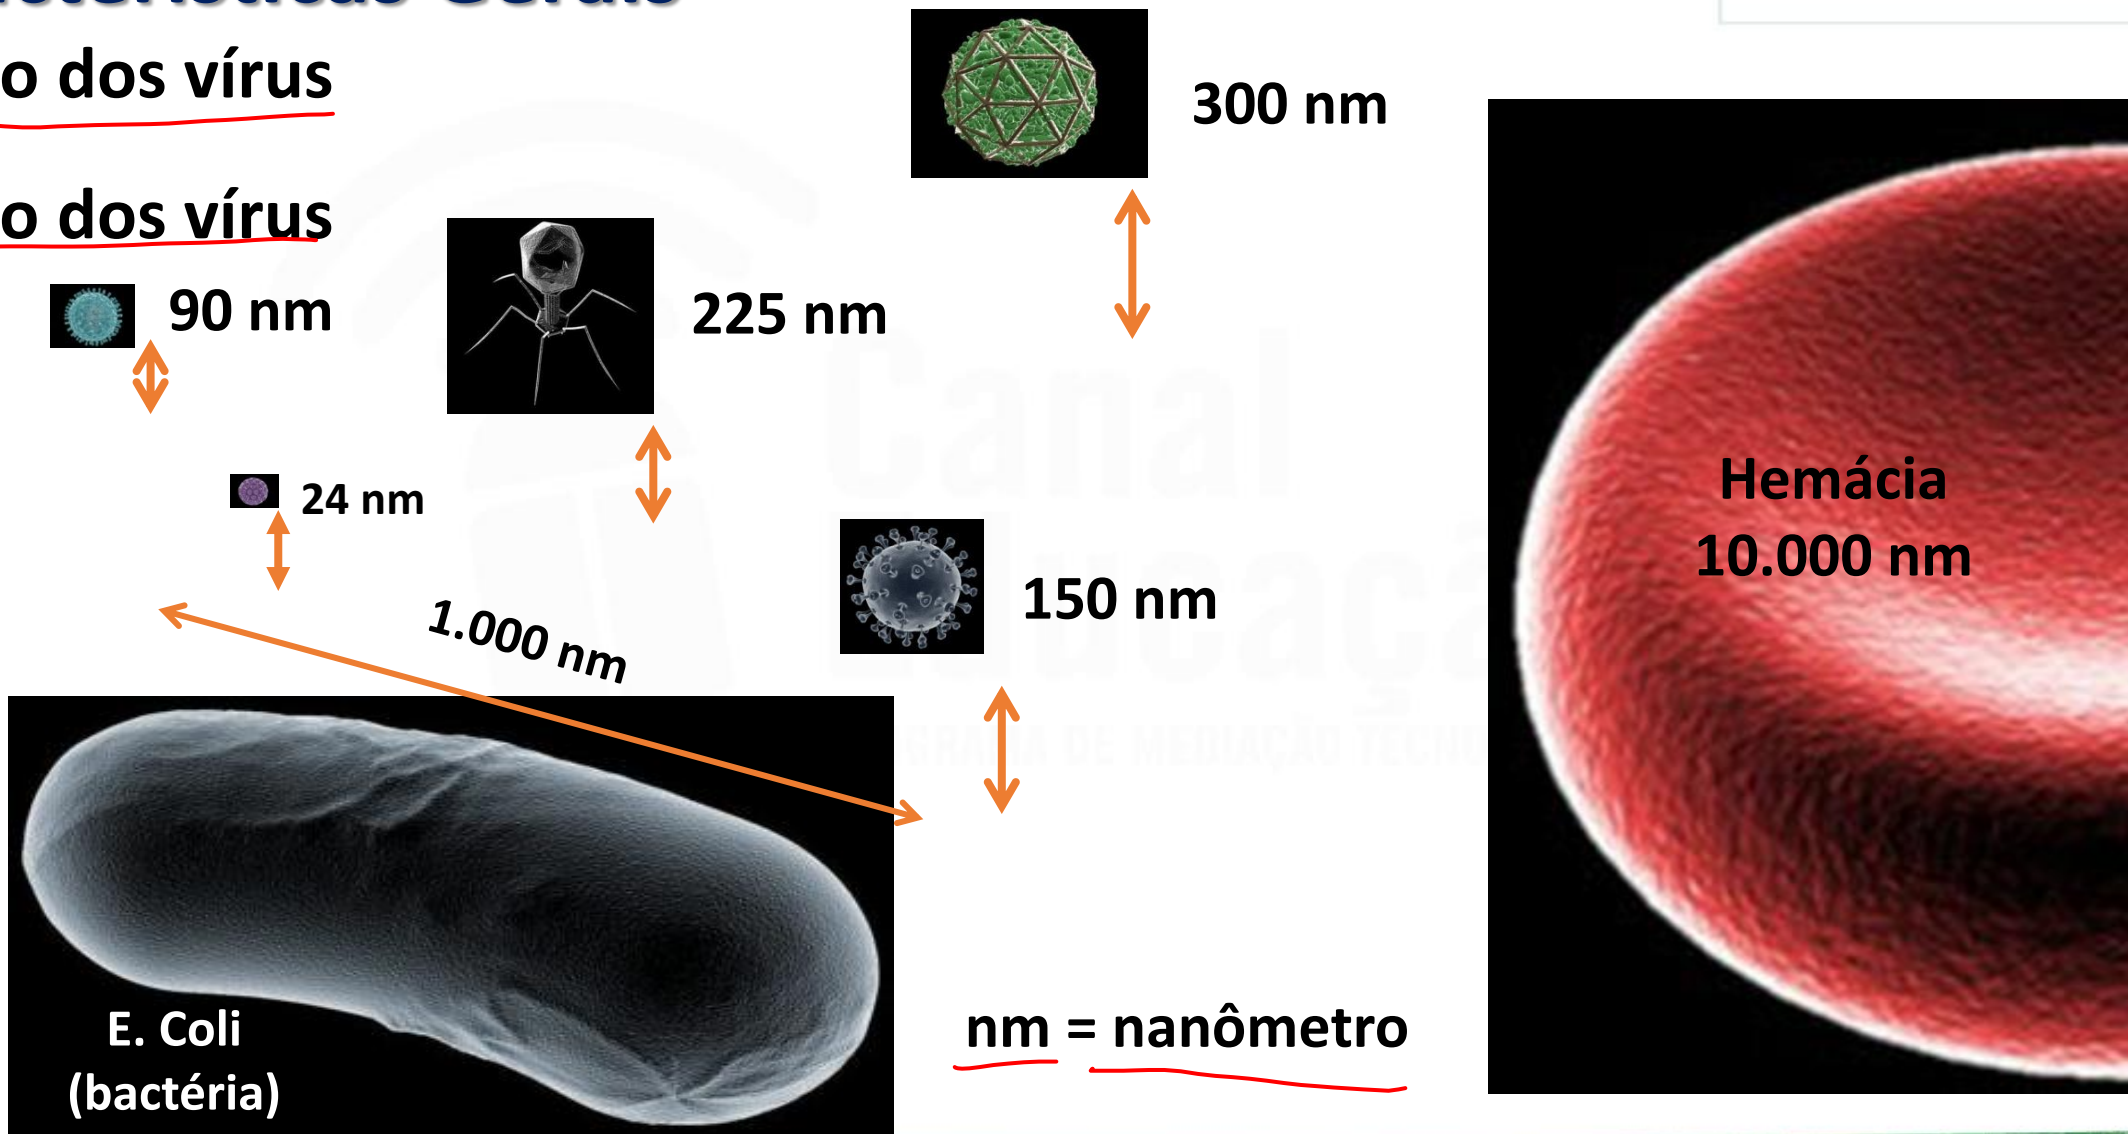 o dos vírus
o dos vírus
300 nm
90 nm
225 nm
24 nm
150 nm
1.000 nm
Hemácia
10.000 nm
E. Coli
(bactéria)
nm = nanômetro
Canal